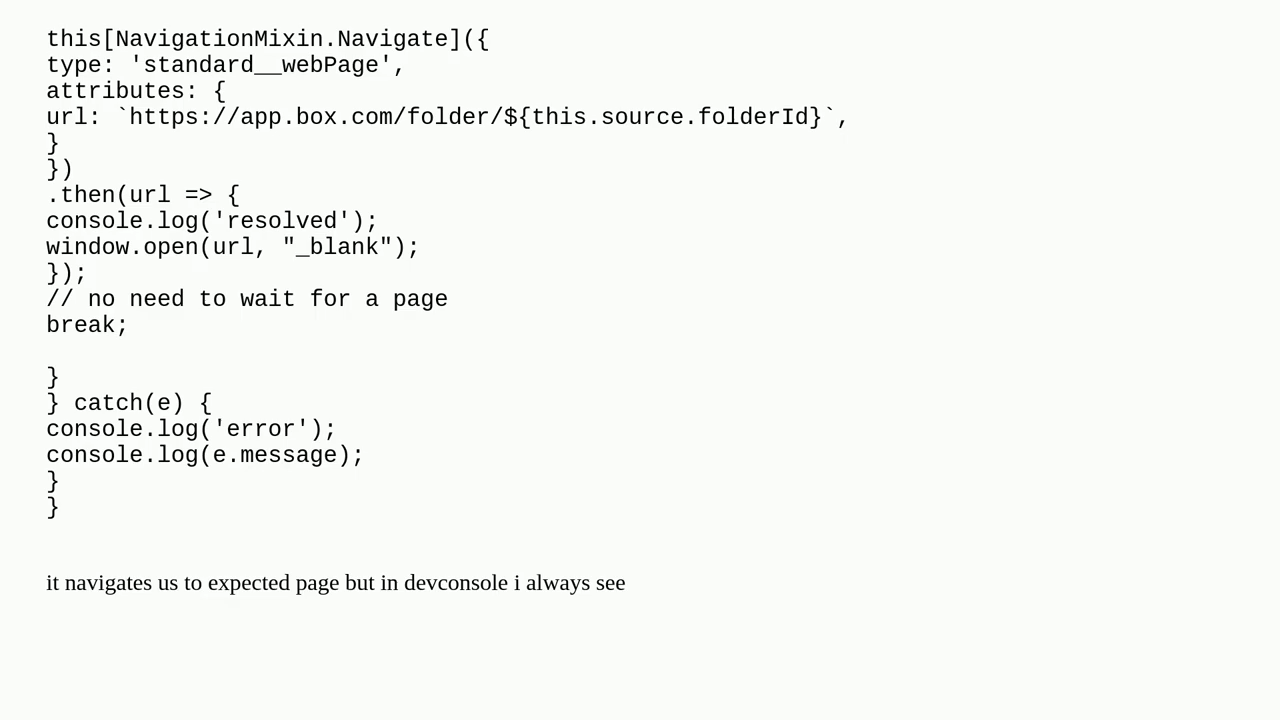 this[NavigationMixin.Navigate]({
type: 'standard__webPage',
attributes: {
url: `https://app.box.com/folder/${this.source.folderId}`,
}
})
.then(url => {
console.log('resolved');
window.open(url, "_blank");
});
// no need to wait for a page
break;

}
} catch(e) {
console.log('error');
console.log(e.message);
}
}

it navigates us to expected page but in devconsole i always see